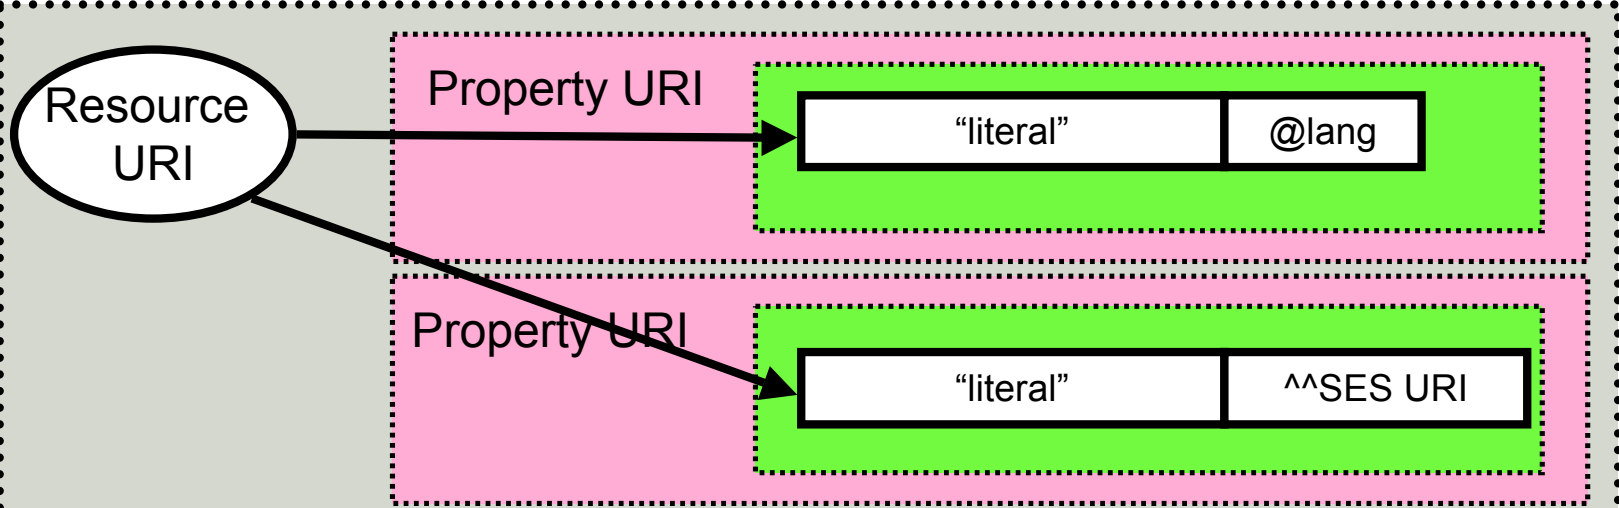 Resource
URI
Property URI
“literal”
@lang
Property URI
“literal”
^^SES URI